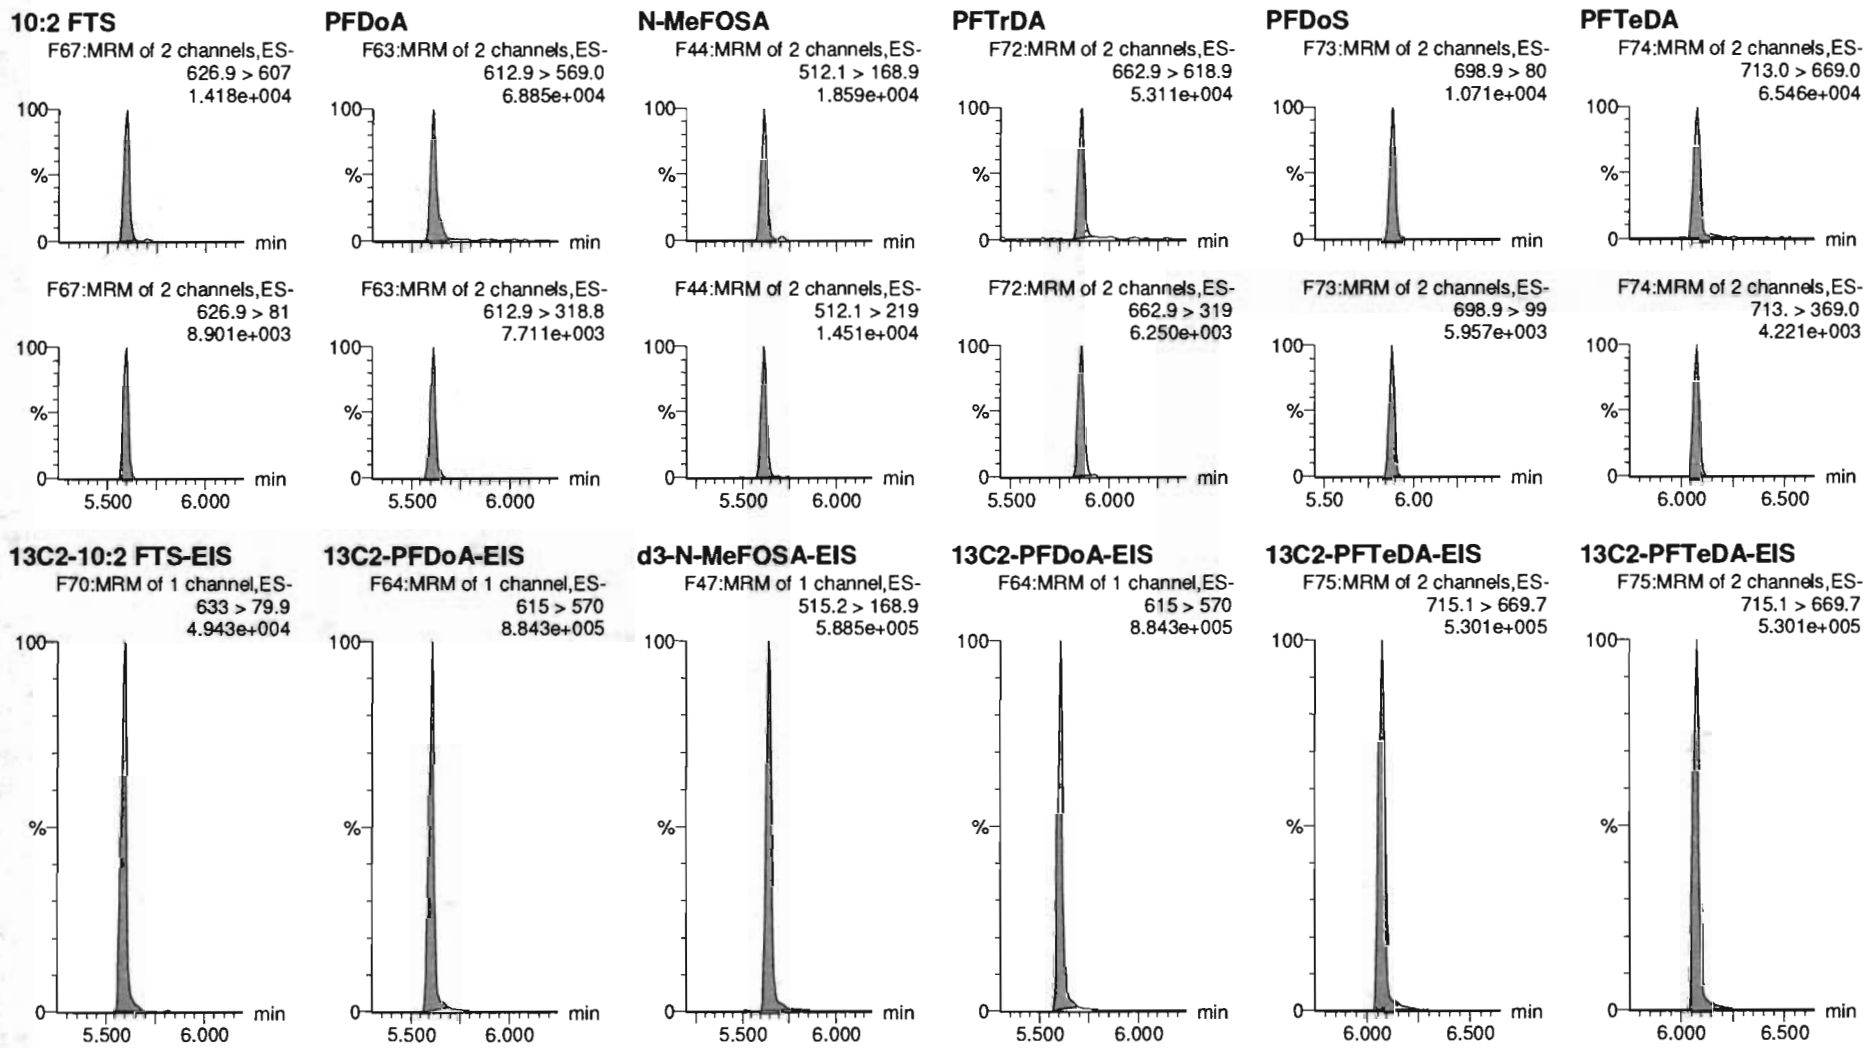 10:2 FTS
F67:MRM of 2 channels,ES-
626.9 > 607
1.418e+004
100
%
0
min
PFDoA
F63:MRM of 2 channels,ES-
612.9 > 569.0
6.885e+004
100
%
0
min
N-MeFOSA
F44:MRM of 2 channels,ES-
512.1 > 168.9
1.859e+004
100
%
0
min
PFTrDA
F72:MRM of 2 channels,ES-
662.9 > 618.9
5.311e+004
100
%
0
min
PFDoS
F73:MRM of 2 channels,ES-
698.9 > 80
1.071e+004
100
%
0
min
PFTeDA
F74:MRM of 2 channels,ES-
713.0 > 669.0
6.546e+004
100
%
0
min
F67:MRM of 2 channels,ES-
626.9 > 81
8.901e+003
100
%
0
min
5.500 6.000
F63:MRM of 2 channels,ES-
612.9 > 318.8
7.711e+003
100
%
0
min
5.500 6.000
F44:MRM of 2 channels,ES-
512.1 > 219
1.451e+004
100
%
0
min
5.500 6.000
F72:MRM of 2 channels,ES-
662.9 > 319
6.250e+003
100
%
0
min
5.500 6.000
F73:MRM of 2 channels,ES-
698.9 > 99
5.957e+003
100
%
0
min
5.50 6.00
F74:MRM of 2 channels,ES-
713. > 369.0
4.221e+003
100
%
0
min
6.000 6.500
13C2-10:2 FTS-EIS
F70:MRM of 1 channel,ES-
633 > 79.9
4.943e+004
100
%
0
min
5.500 6.000
13C2-PFDoA-EIS
F64:MRM of 1 channel,ES-
615 > 570
8.843e+005
100
%
0
min
5.500 6.000
d3-N-MeFOSA-EIS
F47:MRM of 1 channel,ES-
515.2 > 168.9
5.885e+005
100
%
0
min
5.500 6.000
13C2-PFDoA-EIS
F64:MRM of 1 channel,ES-
615 > 570
8.843e+005
100
%
0
min
5.500 6.000
13C2-PFTeDA-EIS
F75:MRM of 2 channels,ES-
715.1 > 669.7
5.301e+005
100
%
0
min
6.000 6.500
13C2-PFTeDA-EIS
F75:MRM of 2 channels,ES-
715.1 > 669.7
5.301e+005
100
%
0
min
6.000 6.500